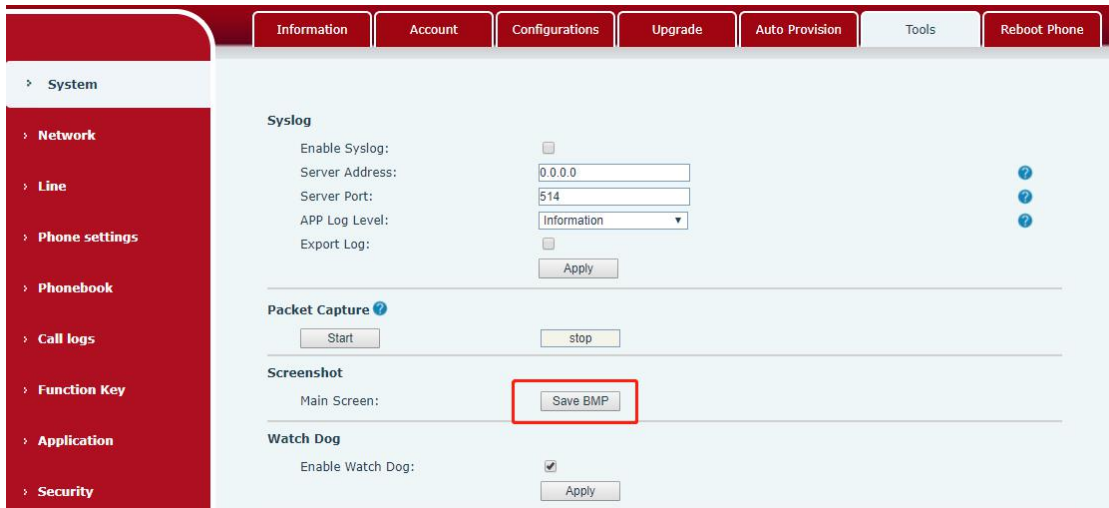 Information Account Configurations Upgrade Auto Provision Tools Reboot Phone
System
Network
Line
Phone settings
Phonebook
Call logs
Function Key
Application
Security
Syslog
Enable Syslog:
Server Address: 0.0.0.0
Server Port: 514
APP Log Level: Information
Export Log:
Apply
Packet Capture
Start stop
Screenshot
Main Screen: Save BMP
Watch Dog
Enable Watch Dog:
Apply